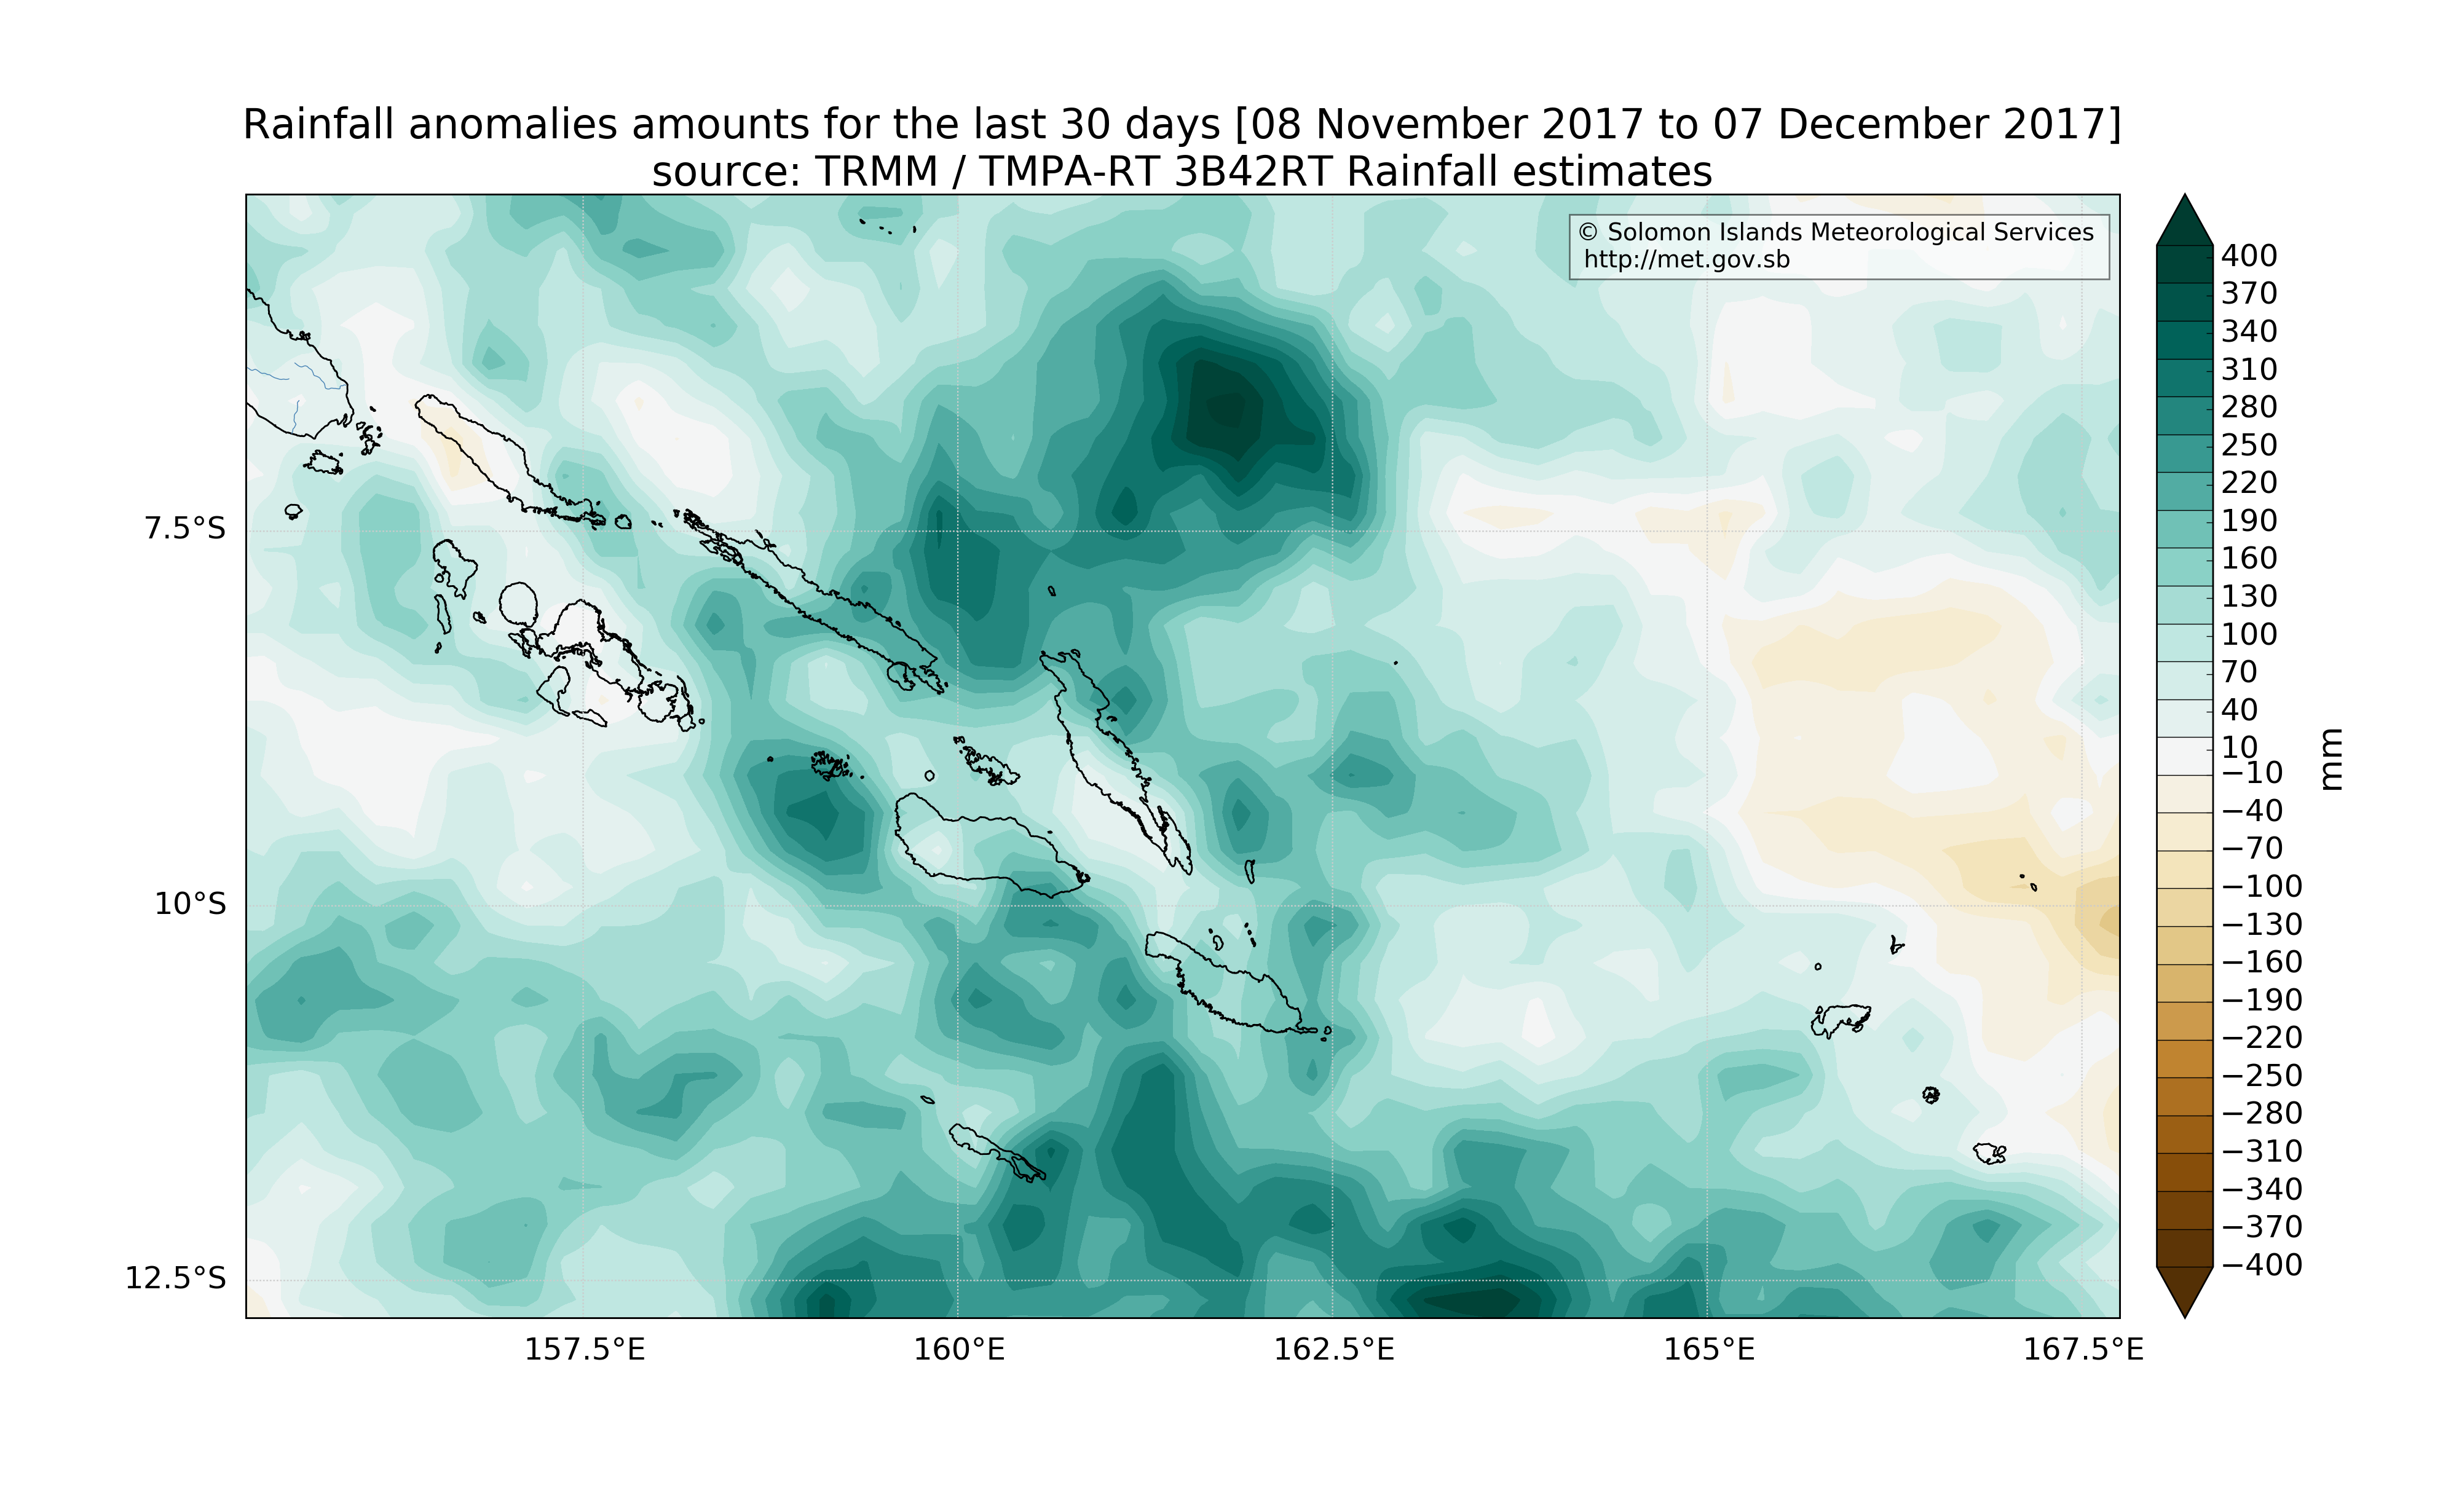 Rainfall anomalies amounts for the last 30 days [08 November 2017 to 07 December 2017]
source: TRMM / TMPA-RT 3B42RT Rainfall estimates
© Solomon Islands Meteorological Services
http://met.gov.sb
7.5°S
10°S
12.5°S
157.5°E
160°E
162.5°E
165°E
167.5°E
400
370
340
310
280
250
220
190
160
130
100
70
40
10
−10
−40
−70
−100
−130
−160
−190
−220
−250
−280
−310
−340
−370
−400
mm